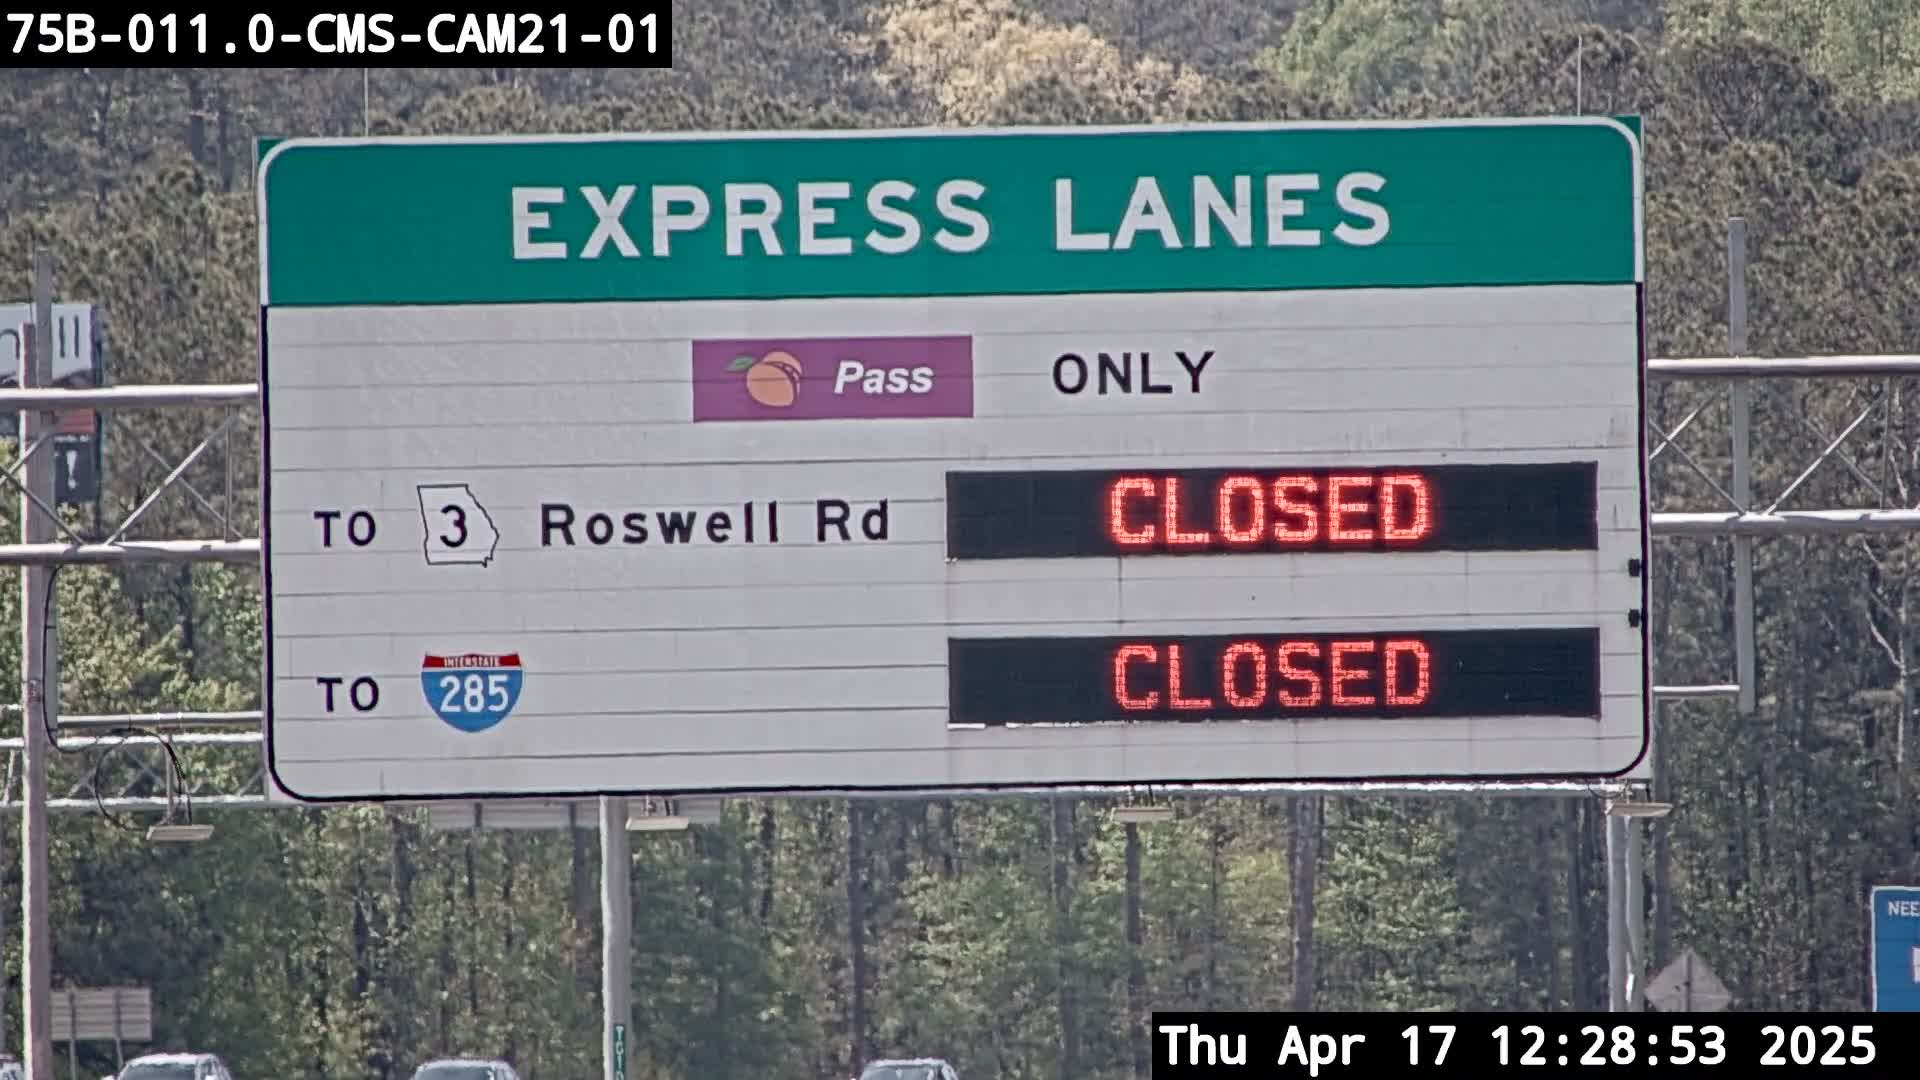 75B-011.0-CMS-CAM21-01
EXPRESS LANES
Pass ONLY
TO 3 Roswell Rd CLOSED
TO INTERSTATE 285 CLOSED
Thu Apr 17 12:28:53 2025